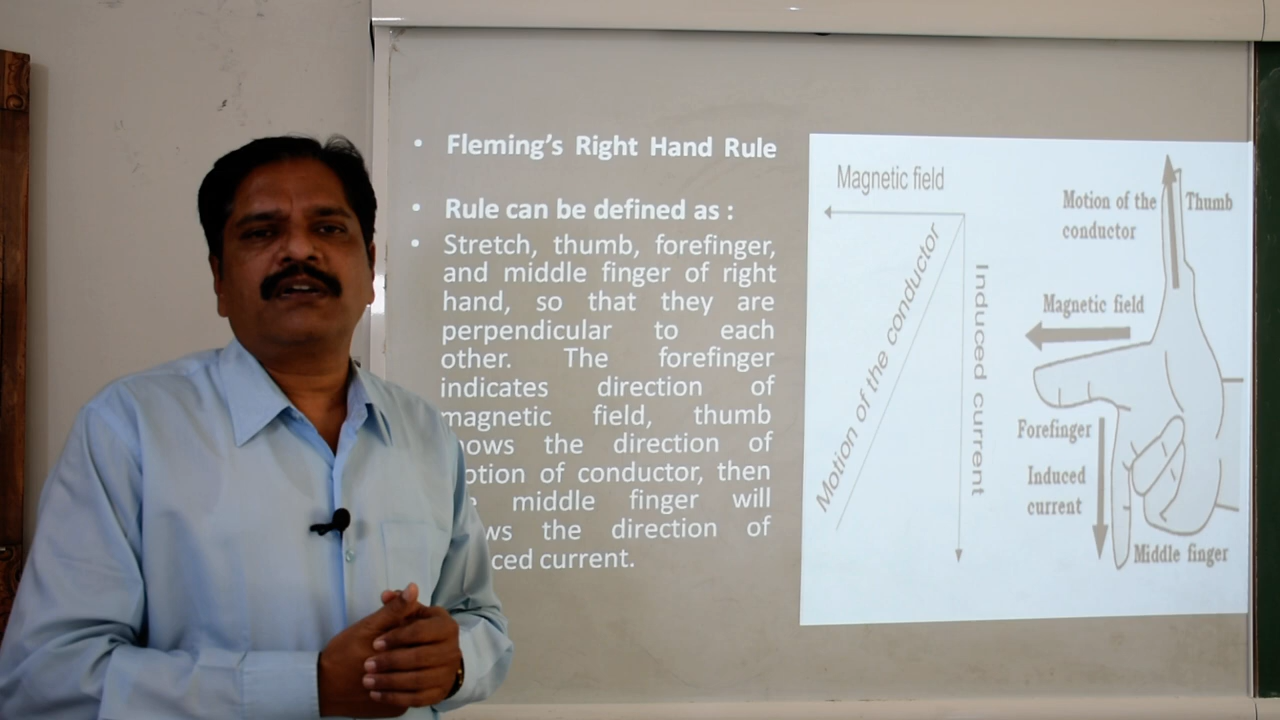 • Fleming's Right Hand Rule
• Rule can be defined as :
• Stretch, thumb, forefinger,
and middle finger of right
hand, so that they are
perpendicular to each
other. The forefinger
indicates direction of
magnetic field, thumb
the direction of
of conductor, then
middle finger will
the direction of
current.
Magnetic field
Motion of the conductor
Induced current
Motion of the
conductor
Thumb
Magnetic field
Forefinger
Induced
current
Middle finger